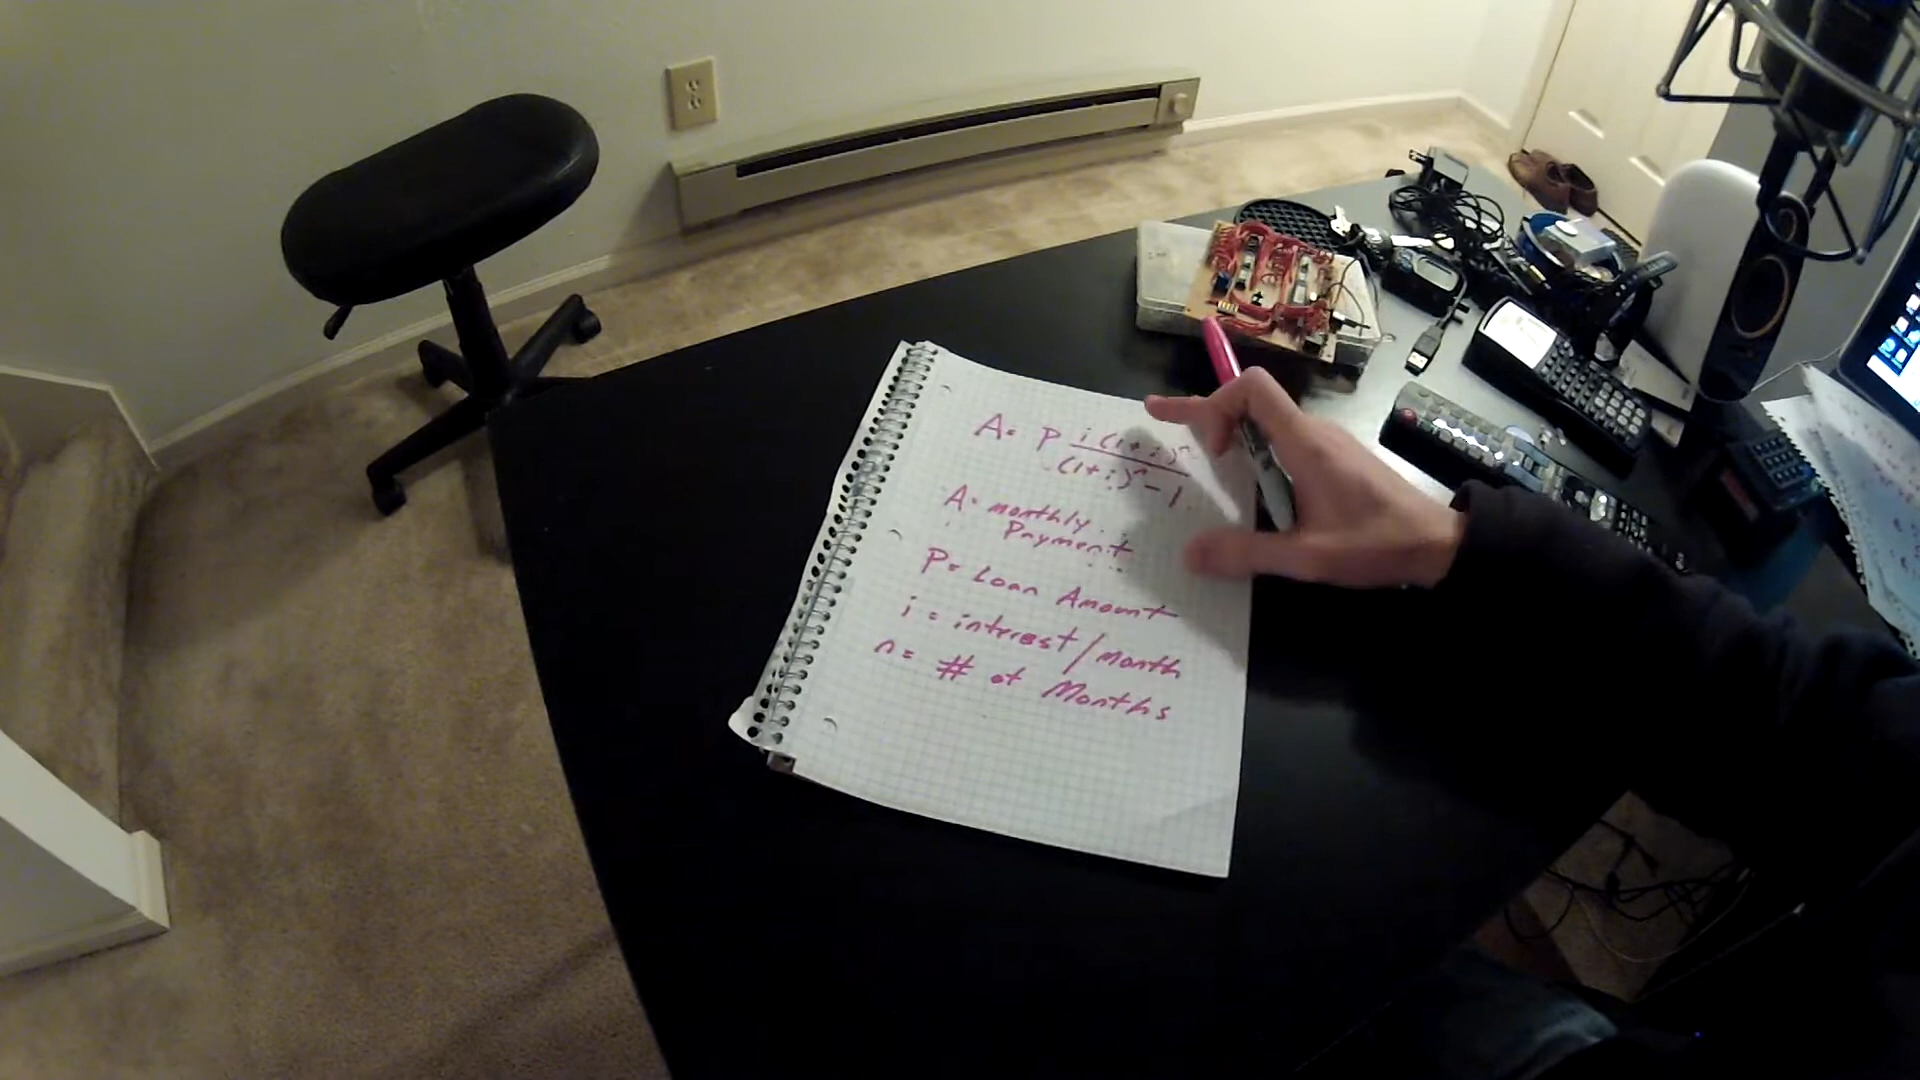 A= P i(1+i)^n
(1+i)^n-1
A= monthly
Payment
P= Loan Amount
i = interest/month
n= # of Months